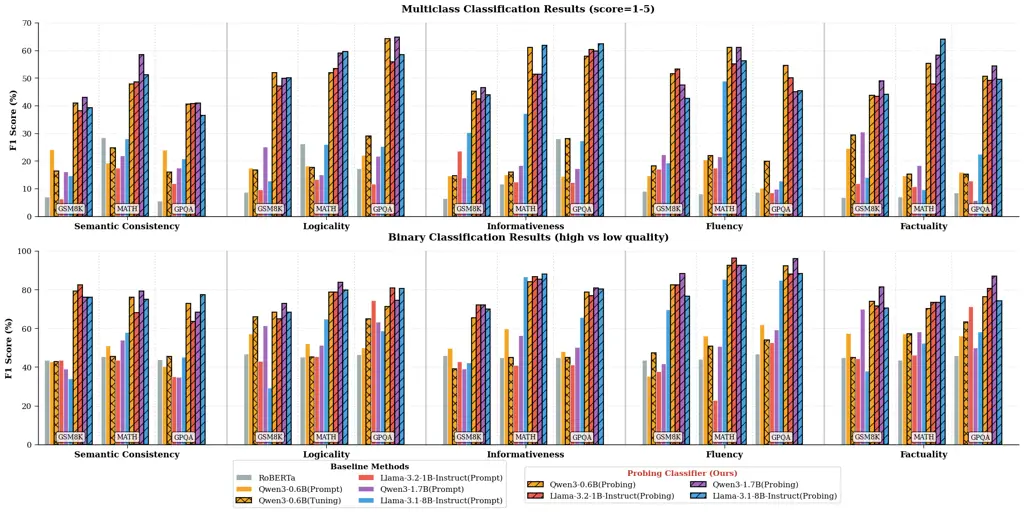 Multiclass Classification Results (score=1-5)
70
60
50
40
30
20
10
0
F1 Score (%)
GSM8K MATH GPQA GSM8K MATH GPQA GSM8K MATH GPQA GSM8K MATH GPQA GSM8K MATH GPQA
Semantic Consistency Logicality Informativeness Fluency Factuality
Binary Classification Results (high vs low quality)
100
80
60
40
20
0
F1 Score (%)
GSM8K MATH GPQA GSM8K MATH GPQA GSM8K MATH GPQA GSM8K MATH GPQA GSM8K MATH GPQA
Semantic Consistency Logicality Informativeness Fluency Factuality
Baseline Methods
RoBERTa
Qwen3-0.6B(Prompt)
Qwen3-0.6B(Tuning)
Llama-3.2-1B-Instruct(Prompt)
Qwen3-1.7B(Prompt)
Llama-3.1-8B-Instruct(Prompt)
Probing Classifier (Ours)
Qwen3-0.6B(Probing)
Llama-3.2-1B-Instruct(Probing)
Qwen3-1.7B(Probing)
Llama-3.1-8B-Instruct(Probing)